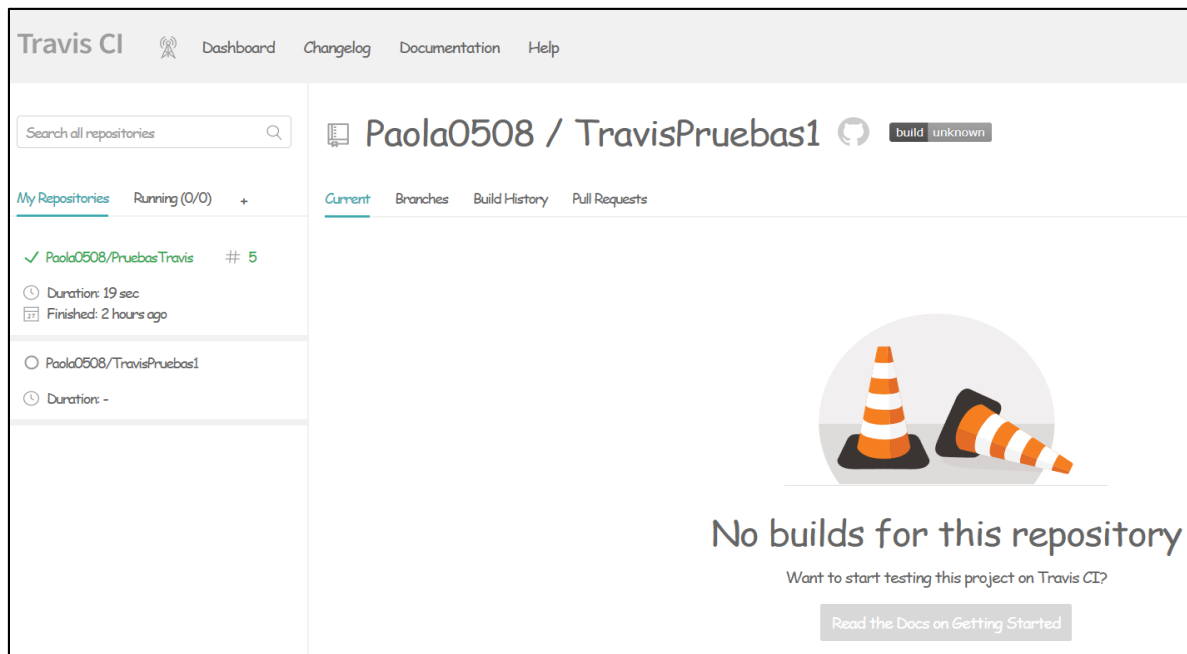 Travis CI Dashboard Changelog Documentation Help
Search all repositories
My Repositories Running (0/0) +
Paola0508/PruebasTravis # 5
Duration: 19 sec
27 Finished: 2 hours ago
Paola0508/TravisPruebas1
Duration: -
Paola0508 / TravisPruebas1 build unknown
Current Branches Build History Pull Requests
No builds for this repository
Want to start testing this project on Travis CI?
Read the Docs on Getting Started